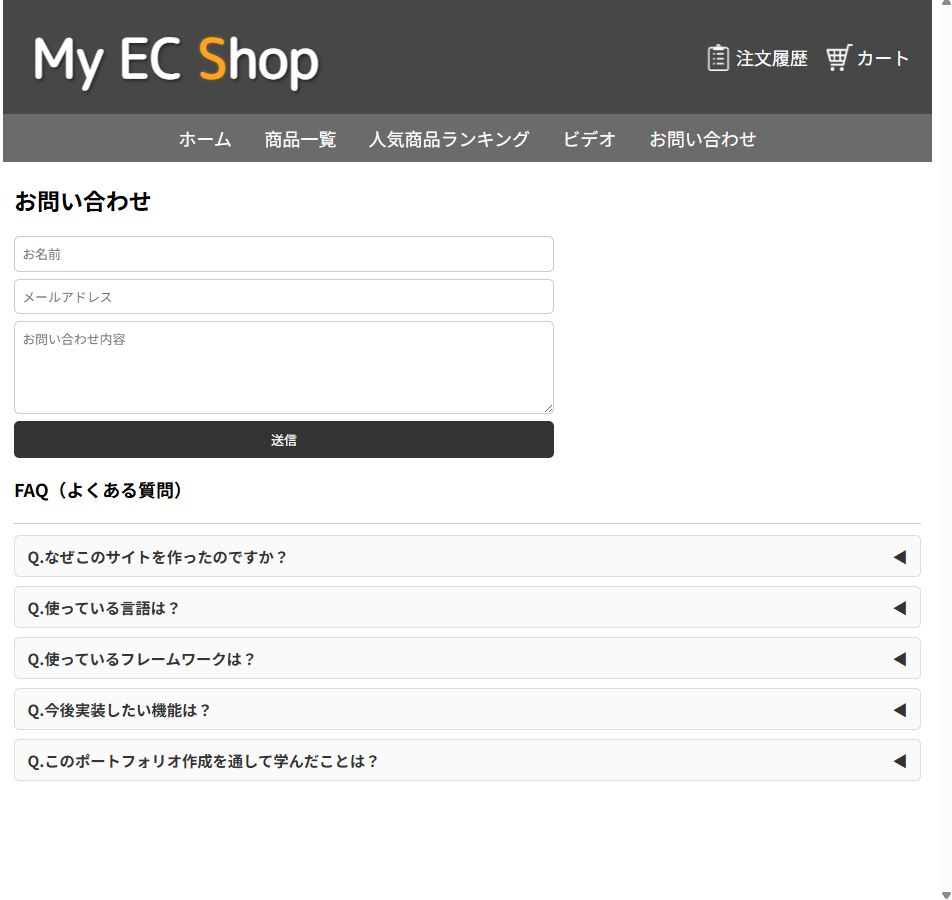 My EC Shop
注文履歴 カート
ホーム 商品一覧 人気商品ランキング ビデオ お問い合わせ
お問い合わせ
お名前
メールアドレス
お問い合わせ内容
送信
FAQ（よくある質問）
Q.なぜこのサイトを作ったのですか？
Q.使っている言語は？
Q.使っているフレームワークは？
Q.今後実装したい機能は？
Q.このポートフォリオ作成を通して学んだことは？